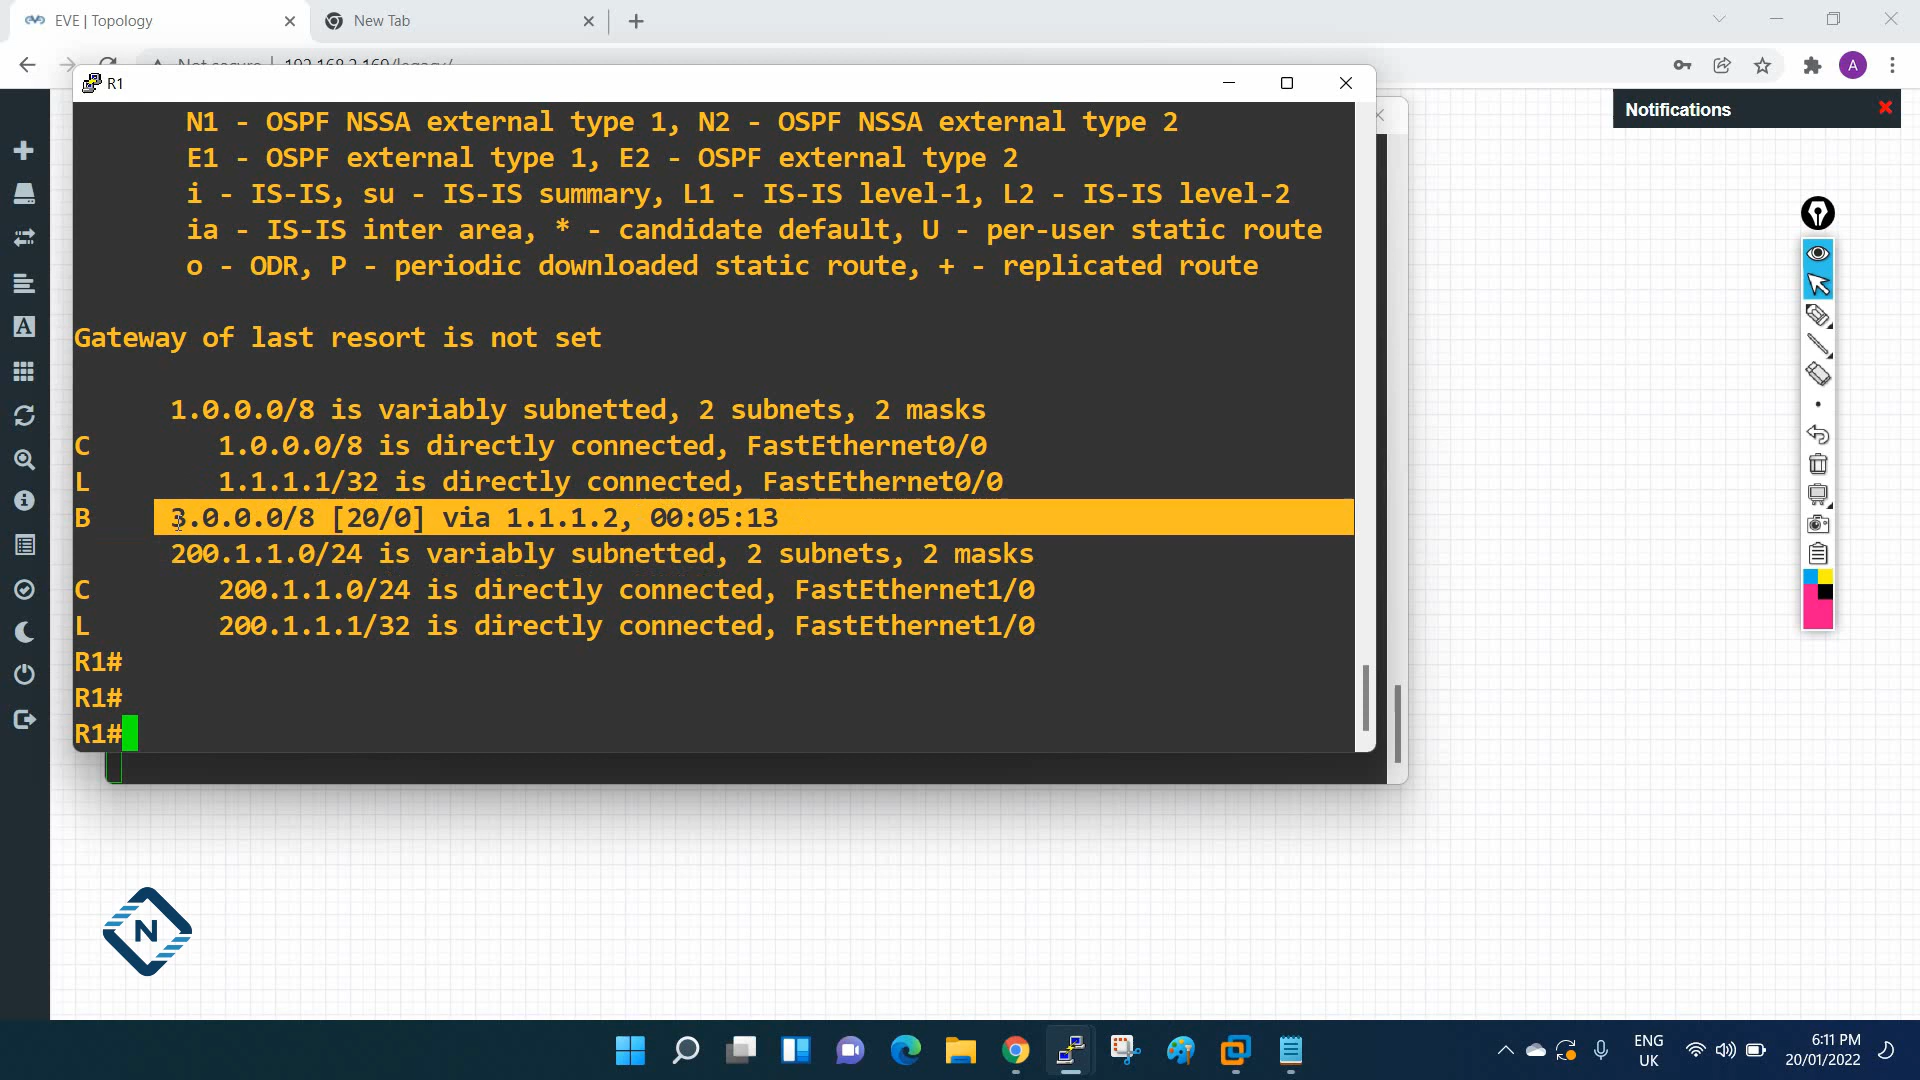 EVE | Topology
New Tab
Not secure | 192.168.2.169/legacy/
A
R1
Notifications
N1 - OSPF NSSA external type 1, N2 - OSPF NSSA external type 2
E1 - OSPF external type 1, E2 - OSPF external type 2
i - IS-IS, su - IS-IS summary, L1 - IS-IS level-1, L2 - IS-IS level-2
ia - IS-IS inter area, * - candidate default, U - per-user static route
o - ODR, P - periodic downloaded static route, + - replicated route
Gateway of last resort is not set
1.0.0.0/8 is variably subnetted, 2 subnets, 2 masks
C 1.0.0.0/8 is directly connected, FastEthernet0/0
L 1.1.1.1/32 is directly connected, FastEthernet0/0
B 3.0.0.0/8 [20/0] via 1.1.1.2, 00:05:13
200.1.1.0/24 is variably subnetted, 2 subnets, 2 masks
C 200.1.1.0/24 is directly connected, FastEthernet1/0
L 200.1.1.1/32 is directly connected, FastEthernet1/0
R1#
R1#
R1#
N
ENG
UK
6:11 PM
20/01/2022